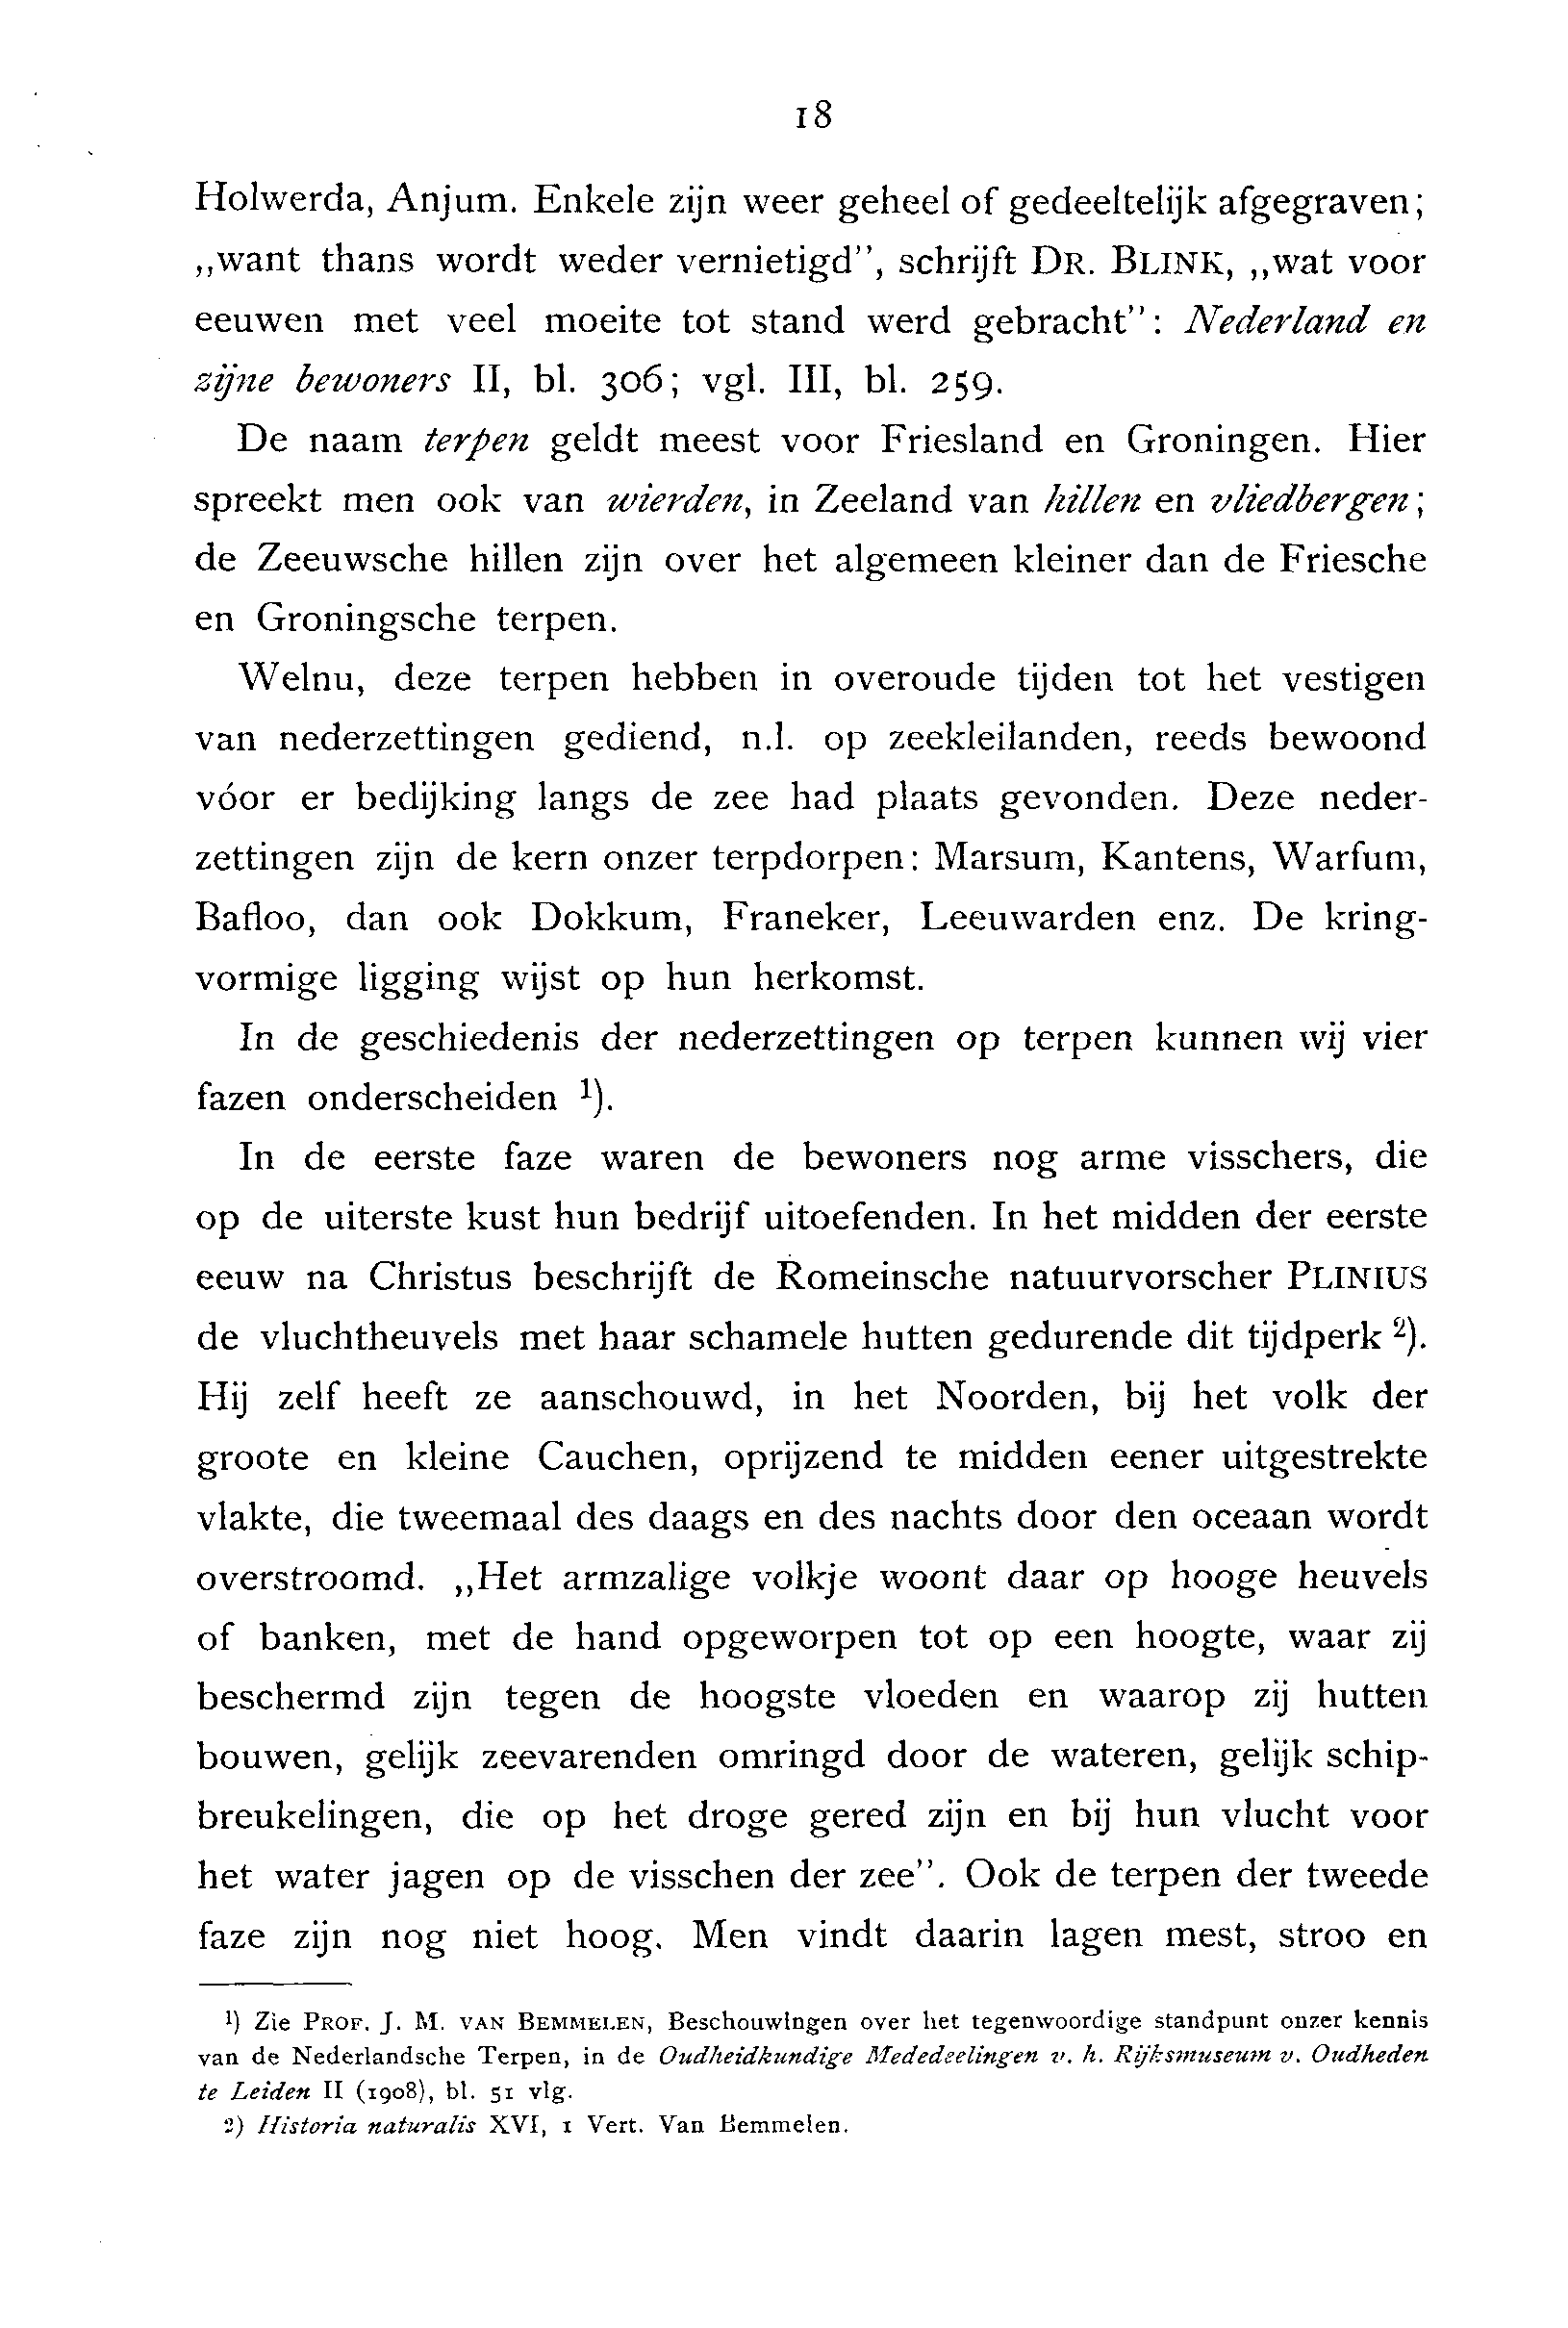 18
Holwerda, Anjum. Enkele zijn weer geheel of gedeeltelijk afgegraven;
„want thans wordt weder vernietigd”, schrijft DR. BLINK, „wat voor
eeuwen met veel moeite tot stand werd gebracht”: Nederland en
zijne bewoners II, bl. 306; vgl. III, bl. 259.
De naam terpen geldt meest voor Friesland en Groningen. Hier
spreekt men ook van wierden, in Zeeland van hillen en vliedbergen;
de Zeeuwsche hillen zijn over het algemeen kleiner dan de Friesche
en Groningsche terpen.
Welnu, deze terpen hebben in overoude tijden tot het vestigen
van nederzettingen gediend, n.l. op zeekleilanden, reeds bewoond
vóor er bedijking langs de zee had plaats gevonden. Deze neder-
zettingen zijn de kern onzer terpdorpen: Marsum, Kantens, Warfum,
Bafloo, dan ook Dokkum, Franeker, Leeuwarden enz. De kring-
vormige ligging wijst op hun herkomst.
In de geschiedenis der nederzettingen op terpen kunnen wij vier
fazen onderscheiden ¹).
In de eerste faze waren de bewoners nog arme visschers, die
op de uiterste kust hun bedrijf uitoefenden. In het midden der eerste
eeuw na Christus beschrijft de Romeinsche natuurvorscher PLINIUS
de vluchtheuvels met haar schamele hutten gedurende dit tijdperk ²).
Hij zelf heeft ze aanschouwd, in het Noorden, bij het volk der
groote en kleine Cauchen, oprijzend te midden eener uitgestrekte
vlakte, die tweemaal des daags en des nachts door den oceaan wordt
overstroomd. „Het armzalige volkje woont daar op hooge heuvels
of banken, met de hand opgeworpen tot op een hoogte, waar zij
beschermd zijn tegen de hoogste vloeden en waarop zij hutten
bouwen, gelijk zeevarenden omringd door de wateren, gelijk schip-
breukelingen, die op het droge gered zijn en bij hun vlucht voor
het water jagen op de visschen der zee”. Ook de terpen der tweede
faze zijn nog niet hoog. Men vindt daarin lagen mest, stroo en
¹) Zie PROF. J. M. VAN BEMMELEN, Beschouwingen over het tegenwoordige standpunt onzer kennis
van de Nederlandsche Terpen, in de Oudheidkundige Mededeelingen v. h. Rijksmuseum v. Oudheden
te Leiden II (1908), bl. 51 vlg.
²) Historia naturalis XVI, 1 Vert. Van Bemmelen.